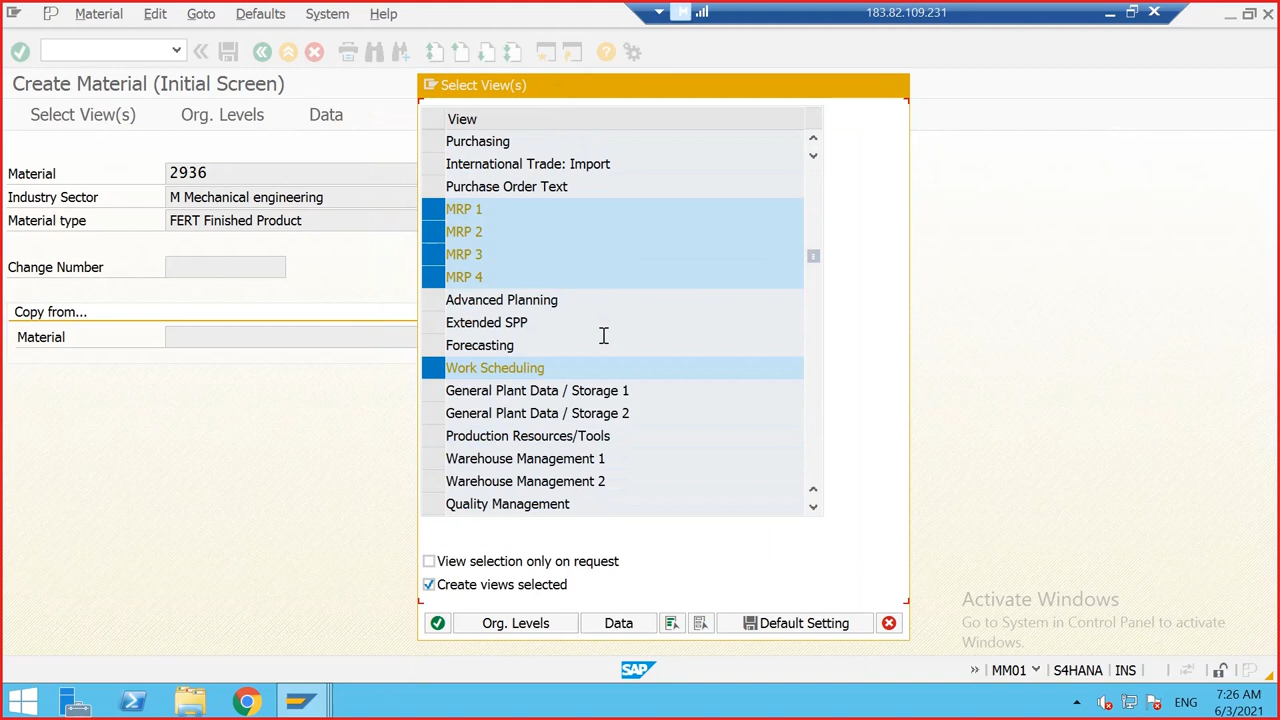 Material Edit Goto Defaults System Help
183.82.109.231
Create Material (Initial Screen)
Select View(s) Org. Levels Data
Material 2936
Industry Sector M Mechanical engineering
Material type FERT Finished Product
Change Number
Copy from...
Material
Select View(s)
View
Purchasing
International Trade: Import
Purchase Order Text
MRP 1
MRP 2
MRP 3
MRP 4
Advanced Planning
Extended SPP
Forecasting
Work Scheduling
General Plant Data / Storage 1
General Plant Data / Storage 2
Production Resources/Tools
Warehouse Management 1
Warehouse Management 2
Quality Management
View selection only on request
Create views selected
Org. Levels Data Default Setting
Activate Windows
Go to System in Control Panel to activate
Windows.
SAP
» MM01 S4HANA INS
ENG
7:26 AM
6/3/2021